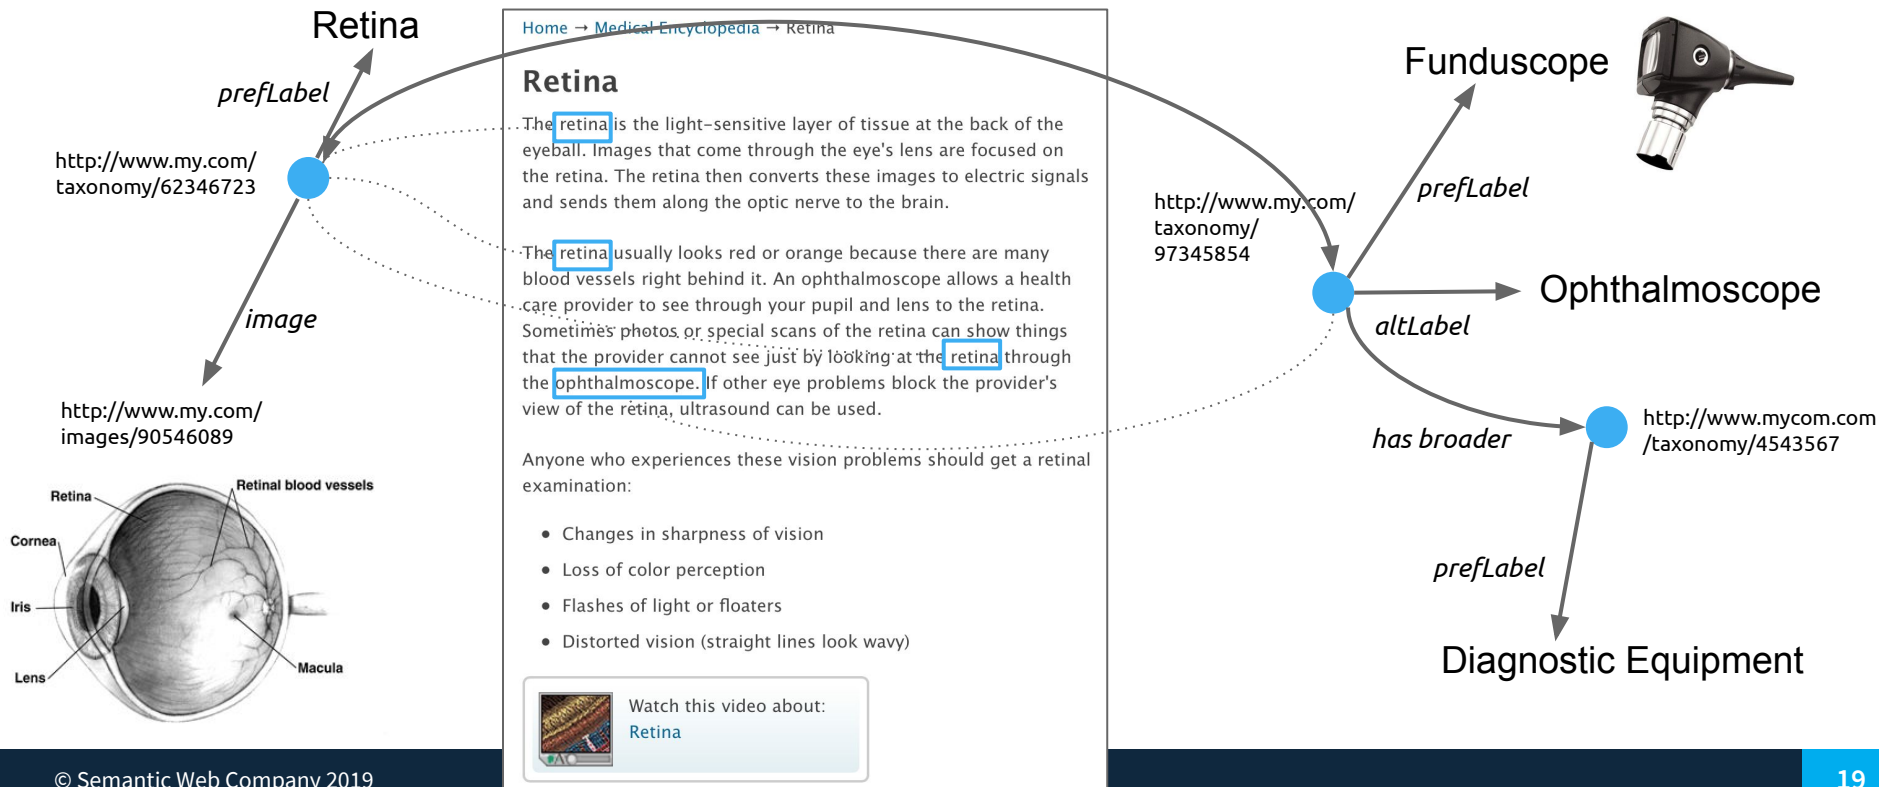 Retina
prefLabel
http://www.my.com/
taxonomy/62346723
image
http://www.my.com/
images/90546089
Retina
Retinal blood vessels
Cornea
Iris
Lens
Macula
Home → Medical Encyclopedia → Retina
Retina
The retina is the light-sensitive layer of tissue at the back of the
eyeball. Images that come through the eye's lens are focused on
the retina. The retina then converts these images to electric signals
and sends them along the optic nerve to the brain.
The retina usually looks red or orange because there are many
blood vessels right behind it. An ophthalmoscope allows a health
care provider to see through your pupil and lens to the retina.
Sometimes photos or special scans of the retina can show things
that the provider cannot see just by looking at the retina through
the ophthalmoscope. If other eye problems block the provider's
view of the retina, ultrasound can be used.
Anyone who experiences these vision problems should get a retinal
examination:
• Changes in sharpness of vision
• Loss of color perception
• Flashes of light or floaters
• Distorted vision (straight lines look wavy)
Watch this video about:
Retina
Funduscope
prefLabel
http://www.my.com/
taxonomy/
97345854
Ophthalmoscope
altLabel
has broader
http://www.mycom.com
/taxonomy/4543567
prefLabel
Diagnostic Equipment
© Semantic Web Company 2019
19